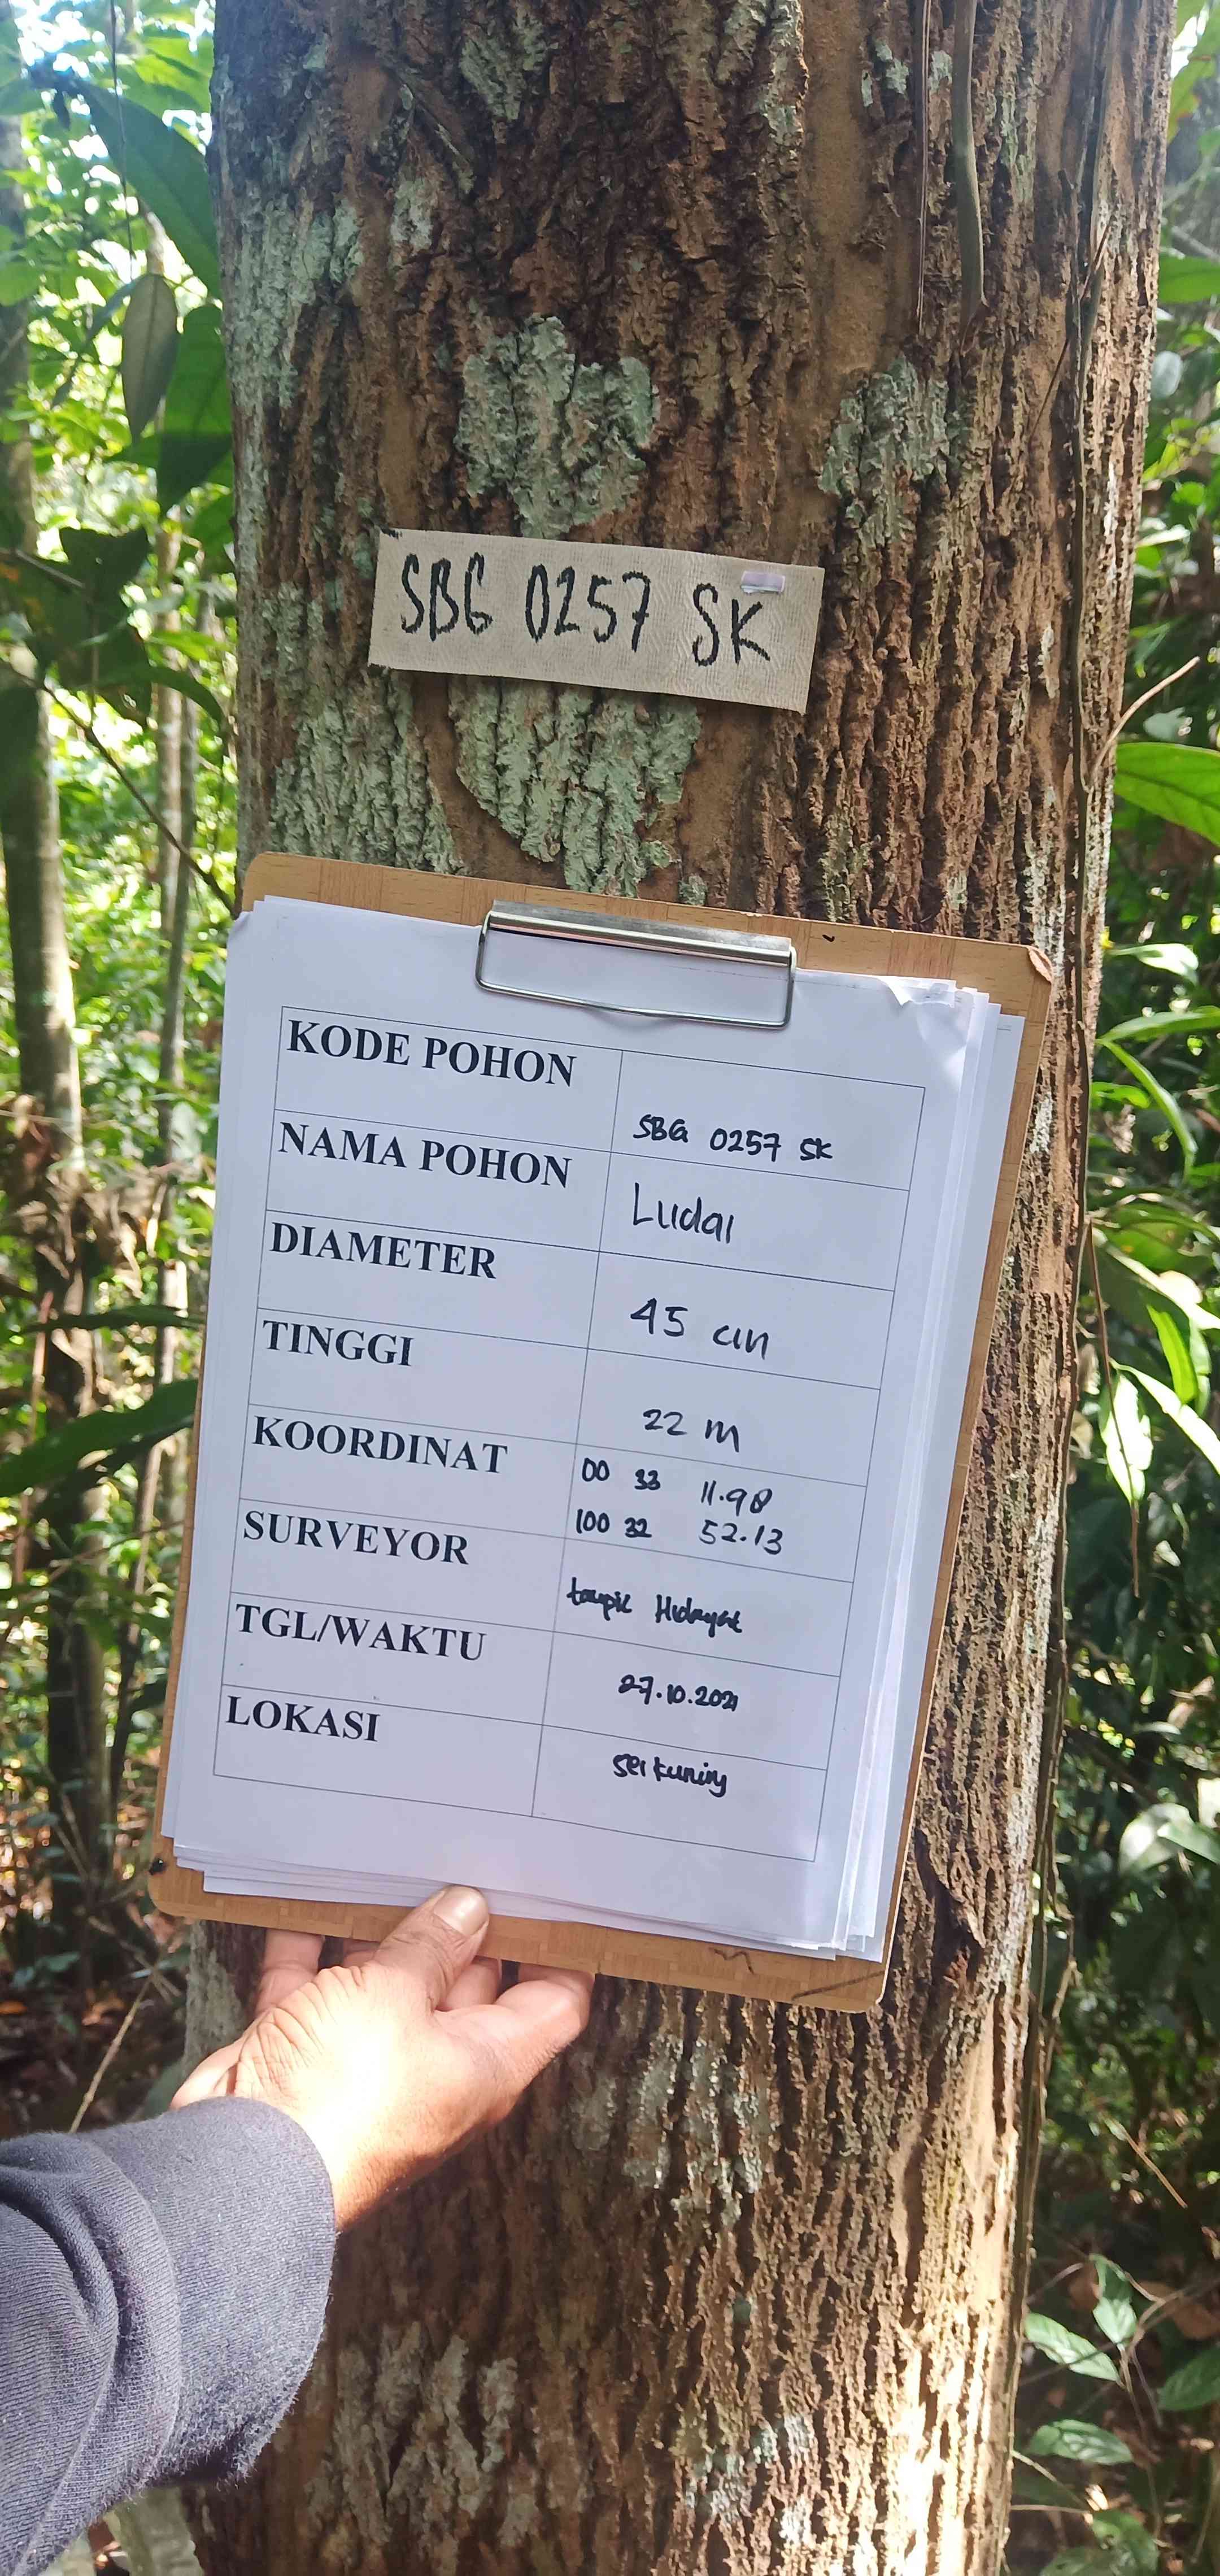 SBG 0257 SK
KODE POHON
SBG 0257 SK
NAMA POHON
Ludai
DIAMETER
45 cm
TINGGI
22 m
KOORDINAT
00 33 11.98
100 32 52.13
SURVEYOR
taupik Hidayat
TGL/WAKTU
27.10.2021
LOKASI
sei kuning